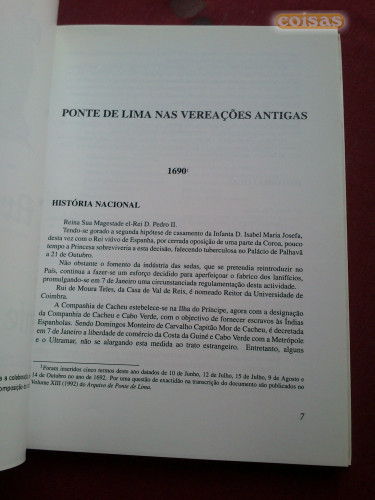 coisas
PONTE DE LIMA NAS VEREAÇÕES ANTIGAS
1690¹
HISTÓRIA NACIONAL
Reina Sua Magestade el-Rei D. Pedro II.
Tendo-se gorado a segunda hipótese de casamento da Infanta D. Isabel Maria Josefa,
desta vez com o Rei viúvo de Espanha, por cerrada oposição de uma parte da Coroa, pouco
tempo a Princesa sobreviveria a esta decisão, falecendo tuberculosa no Palácio de Palhavã
a 21 de Outubro.
Não obstante o fomento da indústria das sedas, que se pretendia reintroduzir no
País, continua a fazer-se um esforço decidido para aperfeiçoar o fabrico dos lanifícios,
promulgando-se em 7 de Janeiro uma circunstanciada regulamentação desta actividade.
Rui de Moura Teles, da Casa de Val de Reis, é nomeado Reitor da Universidade de
Coimbra.
A Companhia de Cacheu estabelece-se na Ilha do Príncipe, agora com a designação
da Companhia de Cacheu e Cabo Verde, com o objectivo de fornecer escravos às Índias
Espanholas. Sendo Domingos Monteiro de Carvalho Capitão Mor de Cacheu, é decretada
em 7 de Janeiro a liberdade de comércio da Costa da Guiné e Cabo Verde com a Metrópole
e o Ultramar, não se alargando esta medida ao trato estrangeiro. Entretanto, alguns
¹Foram inseridos cinco termos deste ano datados de 10 de Junho, 12 de Julho, 15 de Julho, 9 de Agosto e
14 de Outubro no ano de 1692. Por uma questão de exactidão na transcrição do documento são publicados no
Volume XIII (1992) do Arquivo de Ponte de Lima.
7
e a colaboração
omposição do